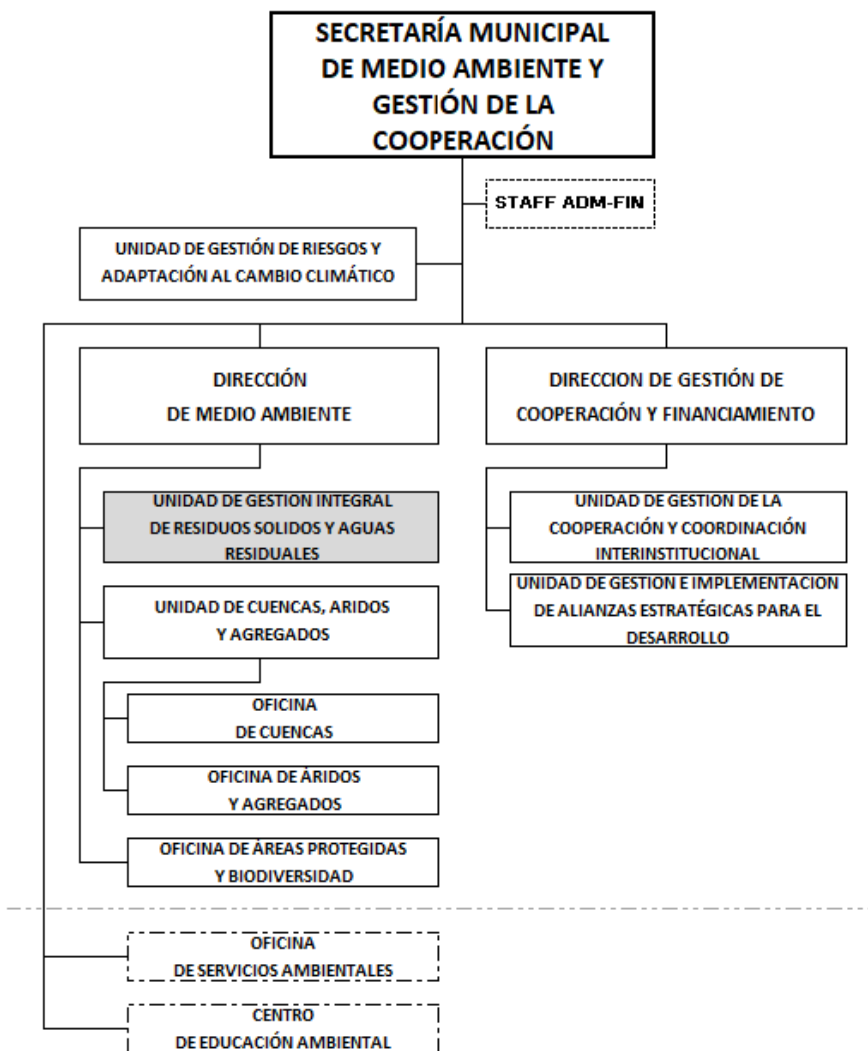 SECRETARÍA MUNICIPAL
DE MEDIO AMBIENTE Y
GESTIÓN DE LA
COOPERACIÓN
STAFF ADM-FIN
UNIDAD DE GESTIÓN DE RIESGOS Y
ADAPTACIÓN AL CAMBIO CLIMÁTICO
DIRECCIÓN
DE MEDIO AMBIENTE
UNIDAD DE GESTION INTEGRAL
DE RESIDUOS SOLIDOS Y AGUAS
RESIDUALES
UNIDAD DE CUENCAS, ARIDOS
Y AGREGADOS
OFICINA
DE CUENCAS
OFICINA DE ÁRIDOS
Y AGREGADOS
OFICINA DE ÁREAS PROTEGIDAS
Y BIODIVERSIDAD
DIRECCION DE GESTIÓN DE
COOPERACIÓN Y FINANCIAMIENTO
UNIDAD DE GESTION DE LA
COOPERACIÓN Y COORDINACIÓN
INTERINSTITUCIONAL
UNIDAD DE GESTION E IMPLEMENTACION
DE ALIANZAS ESTRATÉGICAS PARA EL
DESARROLLO
OFICINA
DE SERVICIOS AMBIENTALES
CENTRO
DE EDUCACIÓN AMBIENTAL